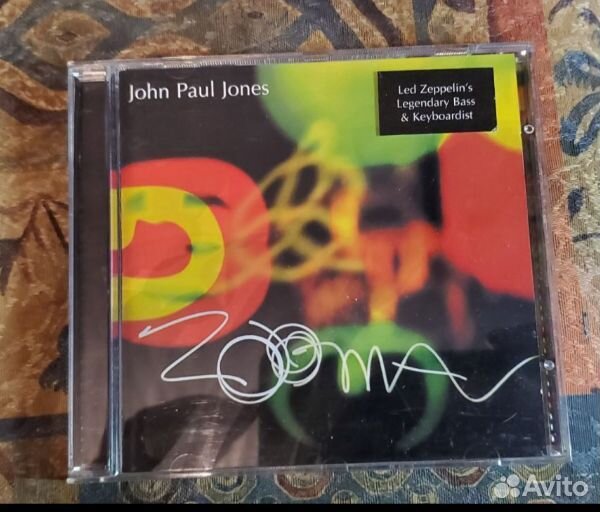 John Paul Jones
Led Zeppelin's
Legendary Bass
& Keyboardist
ZOOMA
Avito